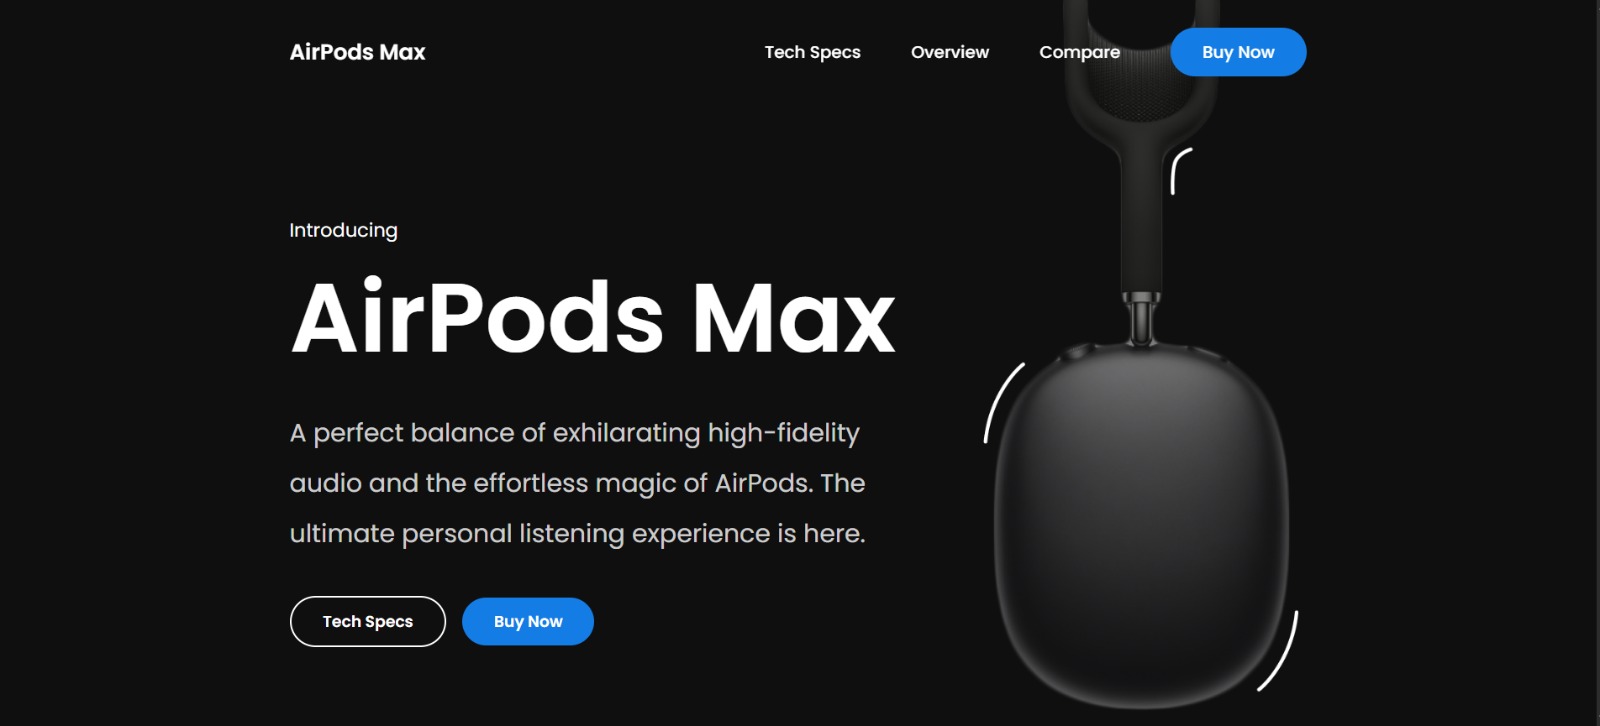 AirPods Max
Tech Specs
Overview
Compare
Buy Now
Introducing
AirPods Max
A perfect balance of exhilarating high-fidelity
audio and the effortless magic of AirPods. The
ultimate personal listening experience is here.
Tech Specs
Buy Now